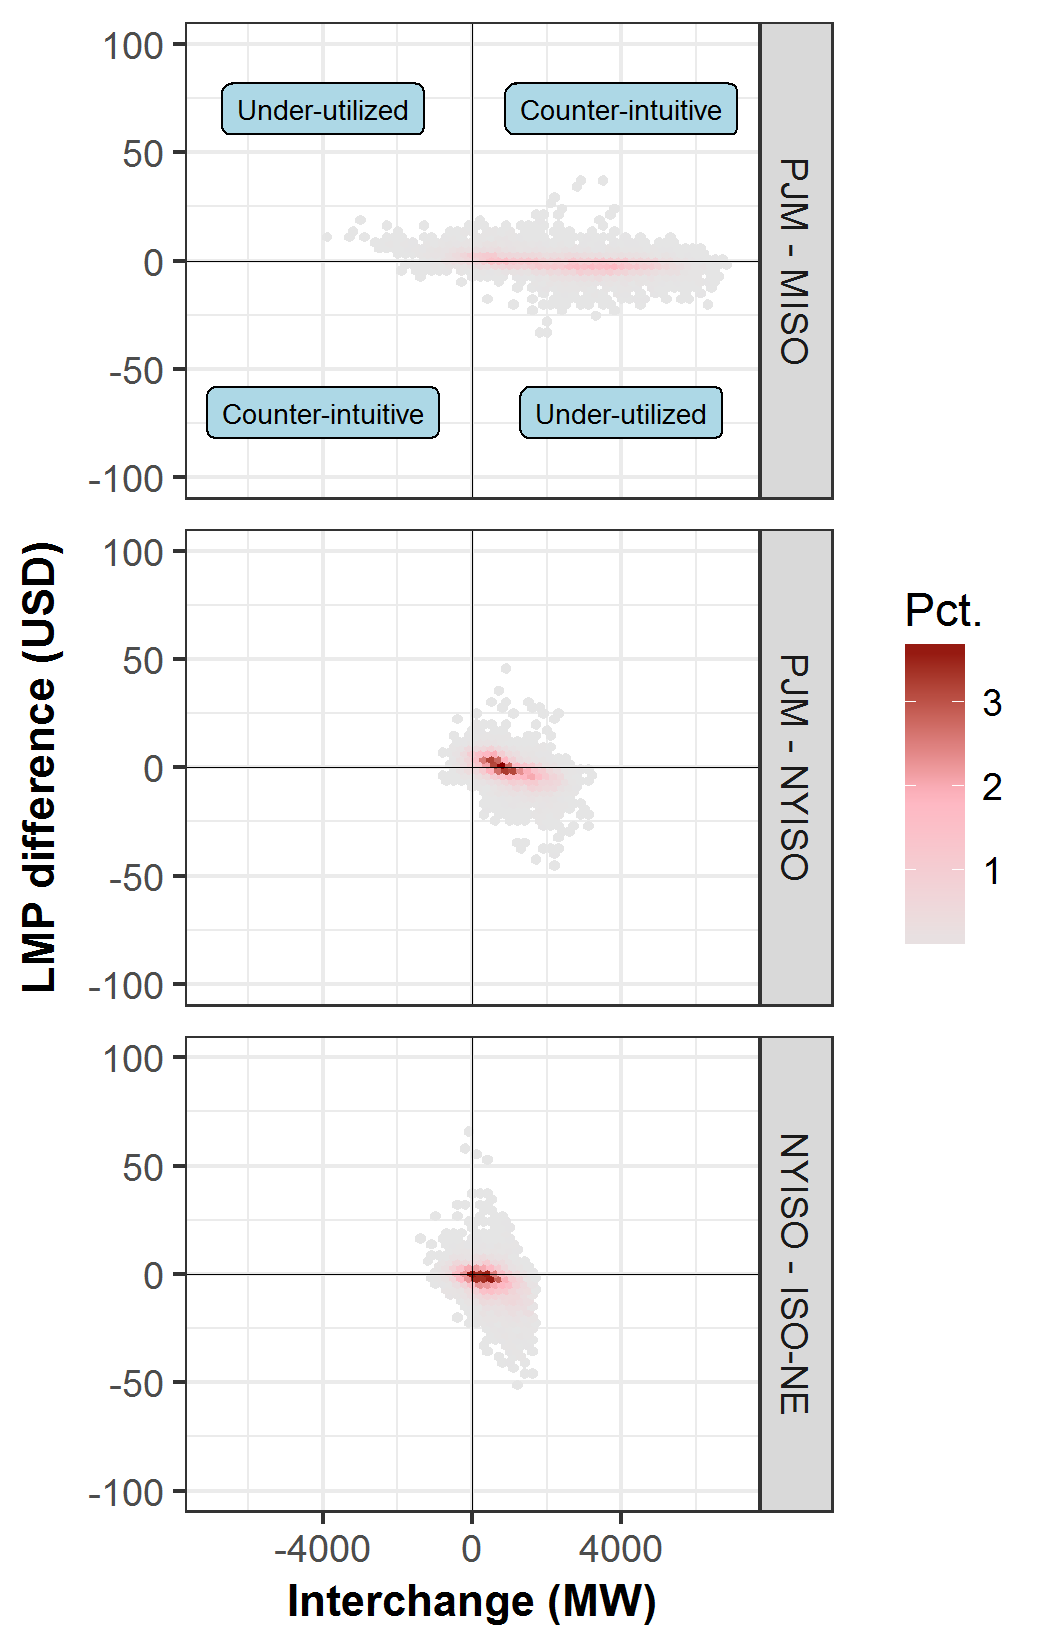 100
50
0
-50
-100
Under-utilized
Counter-intuitive
Counter-intuitive
Under-utilized
PJM - MISO
100
50
0
-50
-100
PJM - NYISO
LMP difference (USD)
Pct.
3
2
1
100
50
0
-50
-100
NYISO - ISO-NE
-4000
0
4000
Interchange (MW)